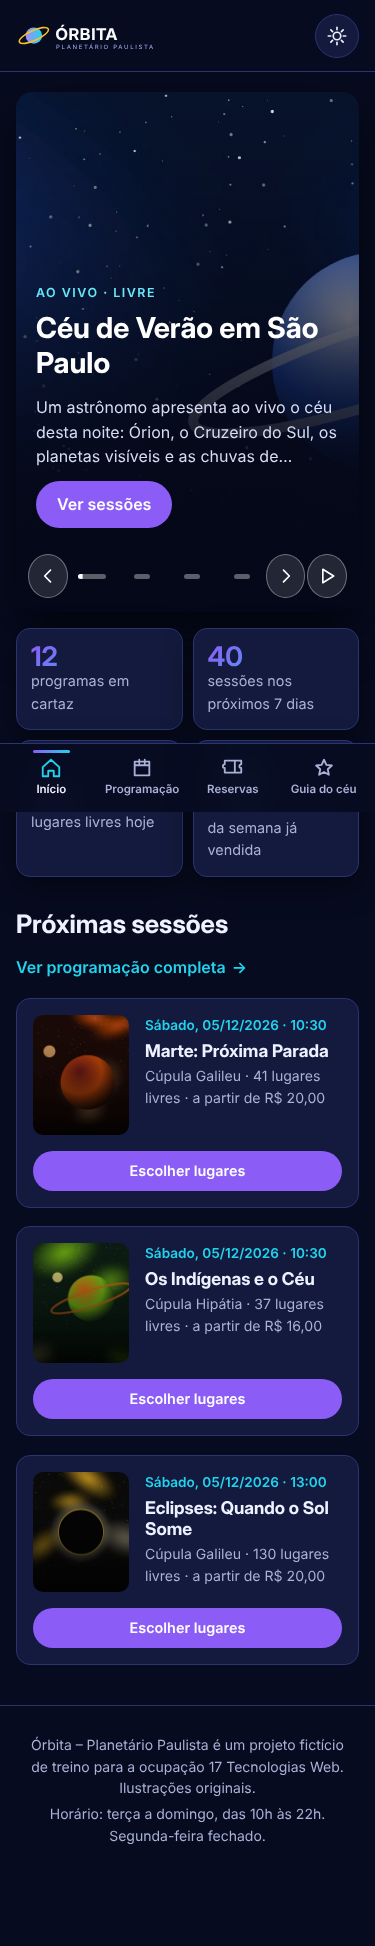 ÓRBITA
PLANETÁRIO PAULISTA
AO VIVO · LIVRE
Céu de Verão em São
Paulo
Um astrônomo apresenta ao vivo o céu
desta noite: Órion, o Cruzeiro do Sul, os
planetas visíveis e as chuvas de...
Ver sessões
12
programas em
cartaz
40
sessões nos
próximos 7 dias
Início
Programação
Reservas
Guia do céu
lugares livres hoje
da semana já
vendida
Próximas sessões
Ver programação completa →
Sábado, 05/12/2026 · 10:30
Marte: Próxima Parada
Cúpula Galileu · 41 lugares
livres · a partir de R$ 20,00
Escolher lugares
Sábado, 05/12/2026 · 10:30
Os Indígenas e o Céu
Cúpula Hipátia · 37 lugares
livres · a partir de R$ 16,00
Escolher lugares
Sábado, 05/12/2026 · 13:00
Eclipses: Quando o Sol
Some
Cúpula Galileu · 130 lugares
livres · a partir de R$ 20,00
Escolher lugares
Órbita – Planetário Paulista é um projeto fictício
de treino para a ocupação 17 Tecnologias Web.
Ilustrações originais.
Horário: terça a domingo, das 10h às 22h.
Segunda-feira fechado.